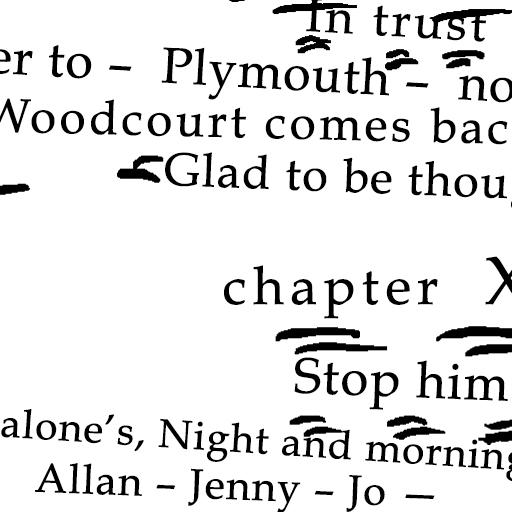 In trust
er to – Plymouth – no
Woodcourt comes bac
Glad to be thou
chapter X
Stop him
alone's, Night and morning
Allan – Jenny – Jo —